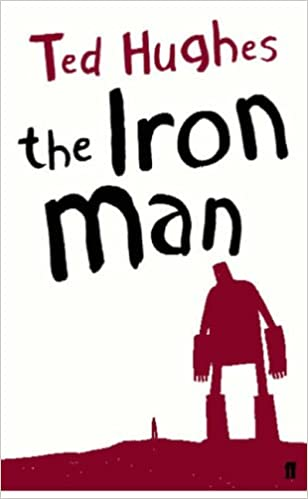 Ted Hughes
the Iron
man
ff